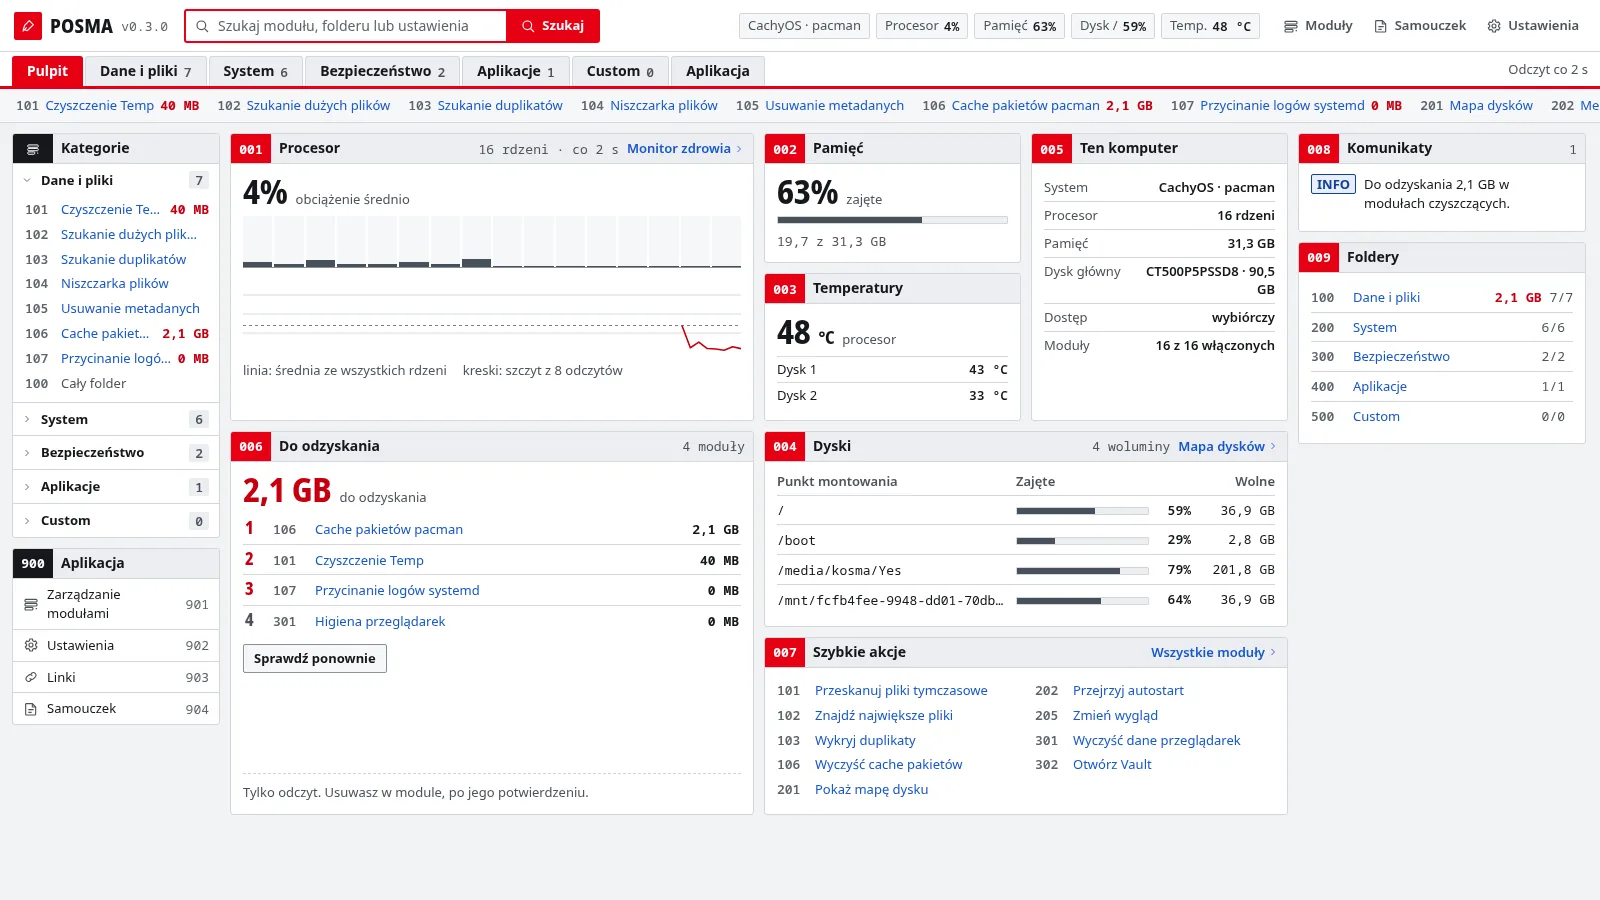 POSMA v0.3.0 Szukaj modułu, folderu lub ustawienia Szukaj CachyOS · pacman Procesor 4% Pamięć 63% Dysk / 59% Temp. 48 °C Moduły Samouczek Ustawienia
Pulpit Dane i pliki 7 System 6 Bezpieczeństwo 2 Aplikacje 1 Custom 0 Aplikacja Odczyt co 2 s
101 Czyszczenie Temp 40 MB 102 Szukanie dużych plików 103 Szukanie duplikatów 104 Niszczarka plików 105 Usuwanie metadanych 106 Cache pakietów pacman 2,1 GB 107 Przycinanie logów systemd 0 MB 201 Mapa dysków 202 Me
Kategorie
Dane i pliki 7
101 Czyszczenie Te... 40 MB
102 Szukanie dużych plik...
103 Szukanie duplikatów
104 Niszczarka plików
105 Usuwanie metadanych
106 Cache pakiet... 2,1 GB
107 Przycinanie logó... 0 MB
100 Cały folder
System 6
Bezpieczeństwo 2
Aplikacje 1
Custom 0
900 Aplikacja
Zarządzanie
modułami 901
Ustawienia 902
Linki 903
Samouczek 904
001 Procesor 16 rdzeni · co 2 s Monitor zdrowia ›
4% obciążenie średnio
linia: średnia ze wszystkich rdzeni kreski: szczyt z 8 odczytów
002 Pamięć
63% zajęte
19,7 z 31,3 GB
003 Temperatury
48 °C procesor
Dysk 1 43 °C
Dysk 2 33 °C
005 Ten komputer
System CachyOS · pacman
Procesor 16 rdzeni
Pamięć 31,3 GB
Dysk główny CT500P5PSSD8 · 90,5
GB
Dostęp wybiórczy
Moduły 16 z 16 włączonych
008 Komunikaty 1
INFO Do odzyskania 2,1 GB w
modułach czyszczących.
009 Foldery
100 Dane i pliki 2,1 GB 7/7
200 System 6/6
300 Bezpieczeństwo 2/2
400 Aplikacje 1/1
500 Custom 0/0
006 Do odzyskania 4 moduły
2,1 GB do odzyskania
1 106 Cache pakietów pacman 2,1 GB
2 101 Czyszczenie Temp 40 MB
3 107 Przycinanie logów systemd 0 MB
4 301 Higiena przeglądarek 0 MB
Sprawdź ponownie
Tylko odczyt. Usuwasz w module, po jego potwierdzeniu.
004 Dyski 4 woluminy Mapa dysków ›
Punkt montowania Zajęte Wolne
/ 59% 36,9 GB
/boot 29% 2,8 GB
/media/kosma/Yes 79% 201,8 GB
/mnt/fcfb4fee-9948-dd01-70db... 64% 36,9 GB
007 Szybkie akcje Wszystkie moduły ›
101 Przeskanuj pliki tymczasowe 202 Przejrzyj autostart
102 Znajdź największe pliki 205 Zmień wygląd
103 Wykryj duplikaty 301 Wyczyść dane przeglądarek
106 Wyczyść cache pakietów 302 Otwórz Vault
201 Pokaż mapę dysku